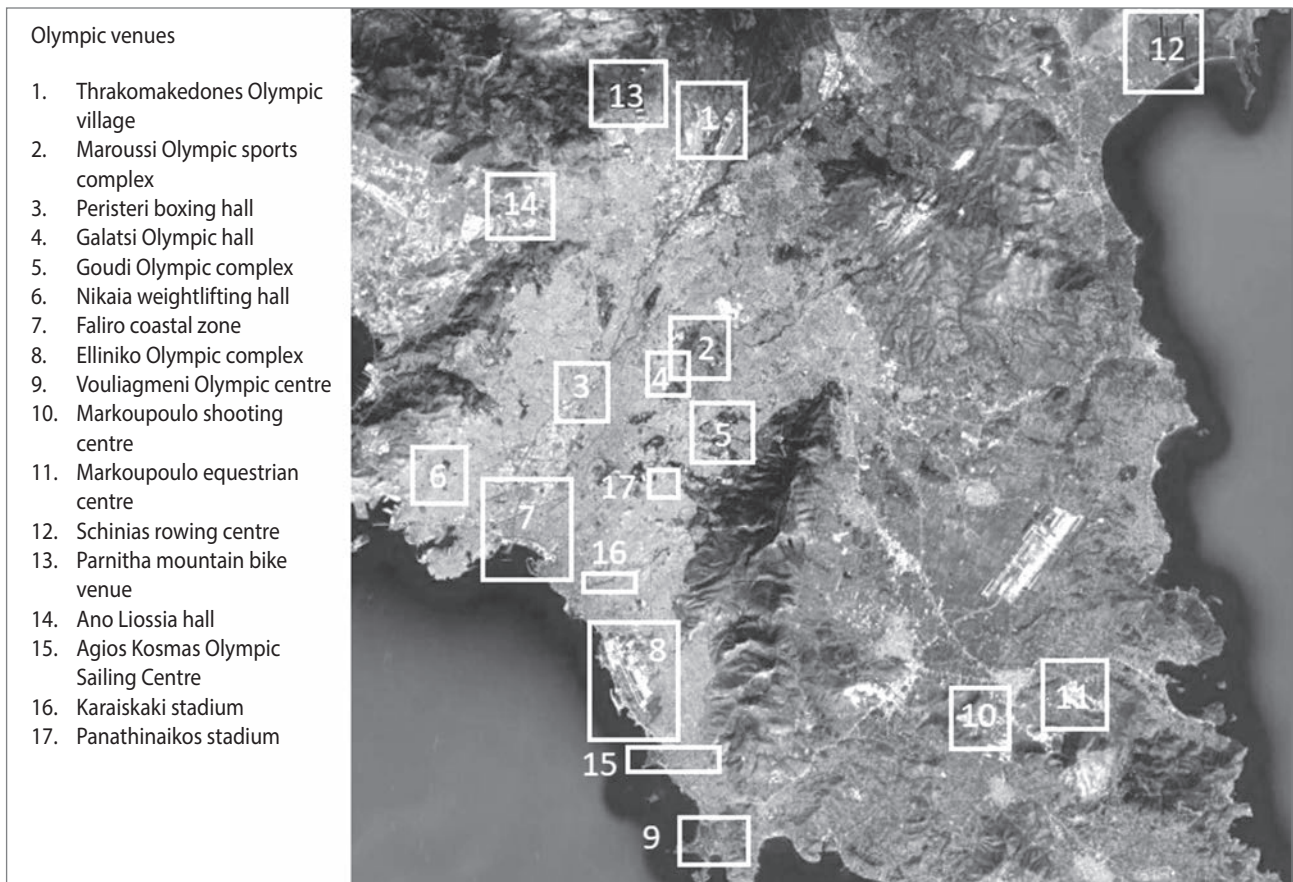 Olympic venues
1. Thrakomakedones Olympic
village
2. Maroussi Olympic sports
complex
3. Peristeri boxing hall
4. Galatsi Olympic hall
5. Goudi Olympic complex
6. Nikaia weightlifting hall
7. Faliro coastal zone
8. Elliniko Olympic complex
9. Vouliagmeni Olympic centre
10. Markoupoulo shooting
centre
11. Markoupoulo equestrian
centre
12. Schinias rowing centre
13. Parnitha mountain bike
venue
14. Ano Liossia hall
15. Agios Kosmas Olympic
Sailing Centre
16. Karaiskaki stadium
17. Panathinaikos stadium
12
13
1
14
2
4
3
5
6
17
7
16
8
11
10
15
9